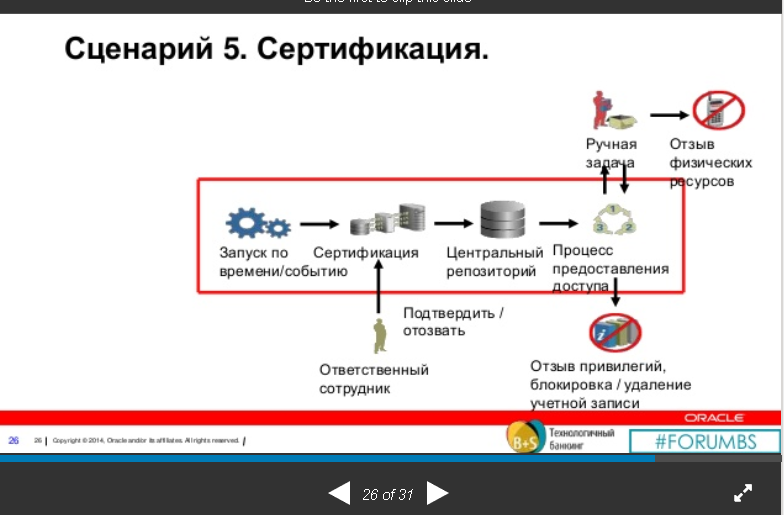 Be the first to clip this slide
Сценарий 5. Сертификация.
Ручная
задача
Отзыв
физических
ресурсов
1
3
2
Запуск по
времени/событию
Сертификация
Центральный
репозиторий
Процесс
предоставления
доступа
Подтвердить /
отозвать
Ответственный
сотрудник
Отзыв привилегий,
блокировка / удаление
учетной записи
ORACLE
26
26 | Copyright © 2014, Oracle and/or its affiliates. All rights reserved. /
B+S
Технологичный
банкинг
#FORUMBS
26 of 31